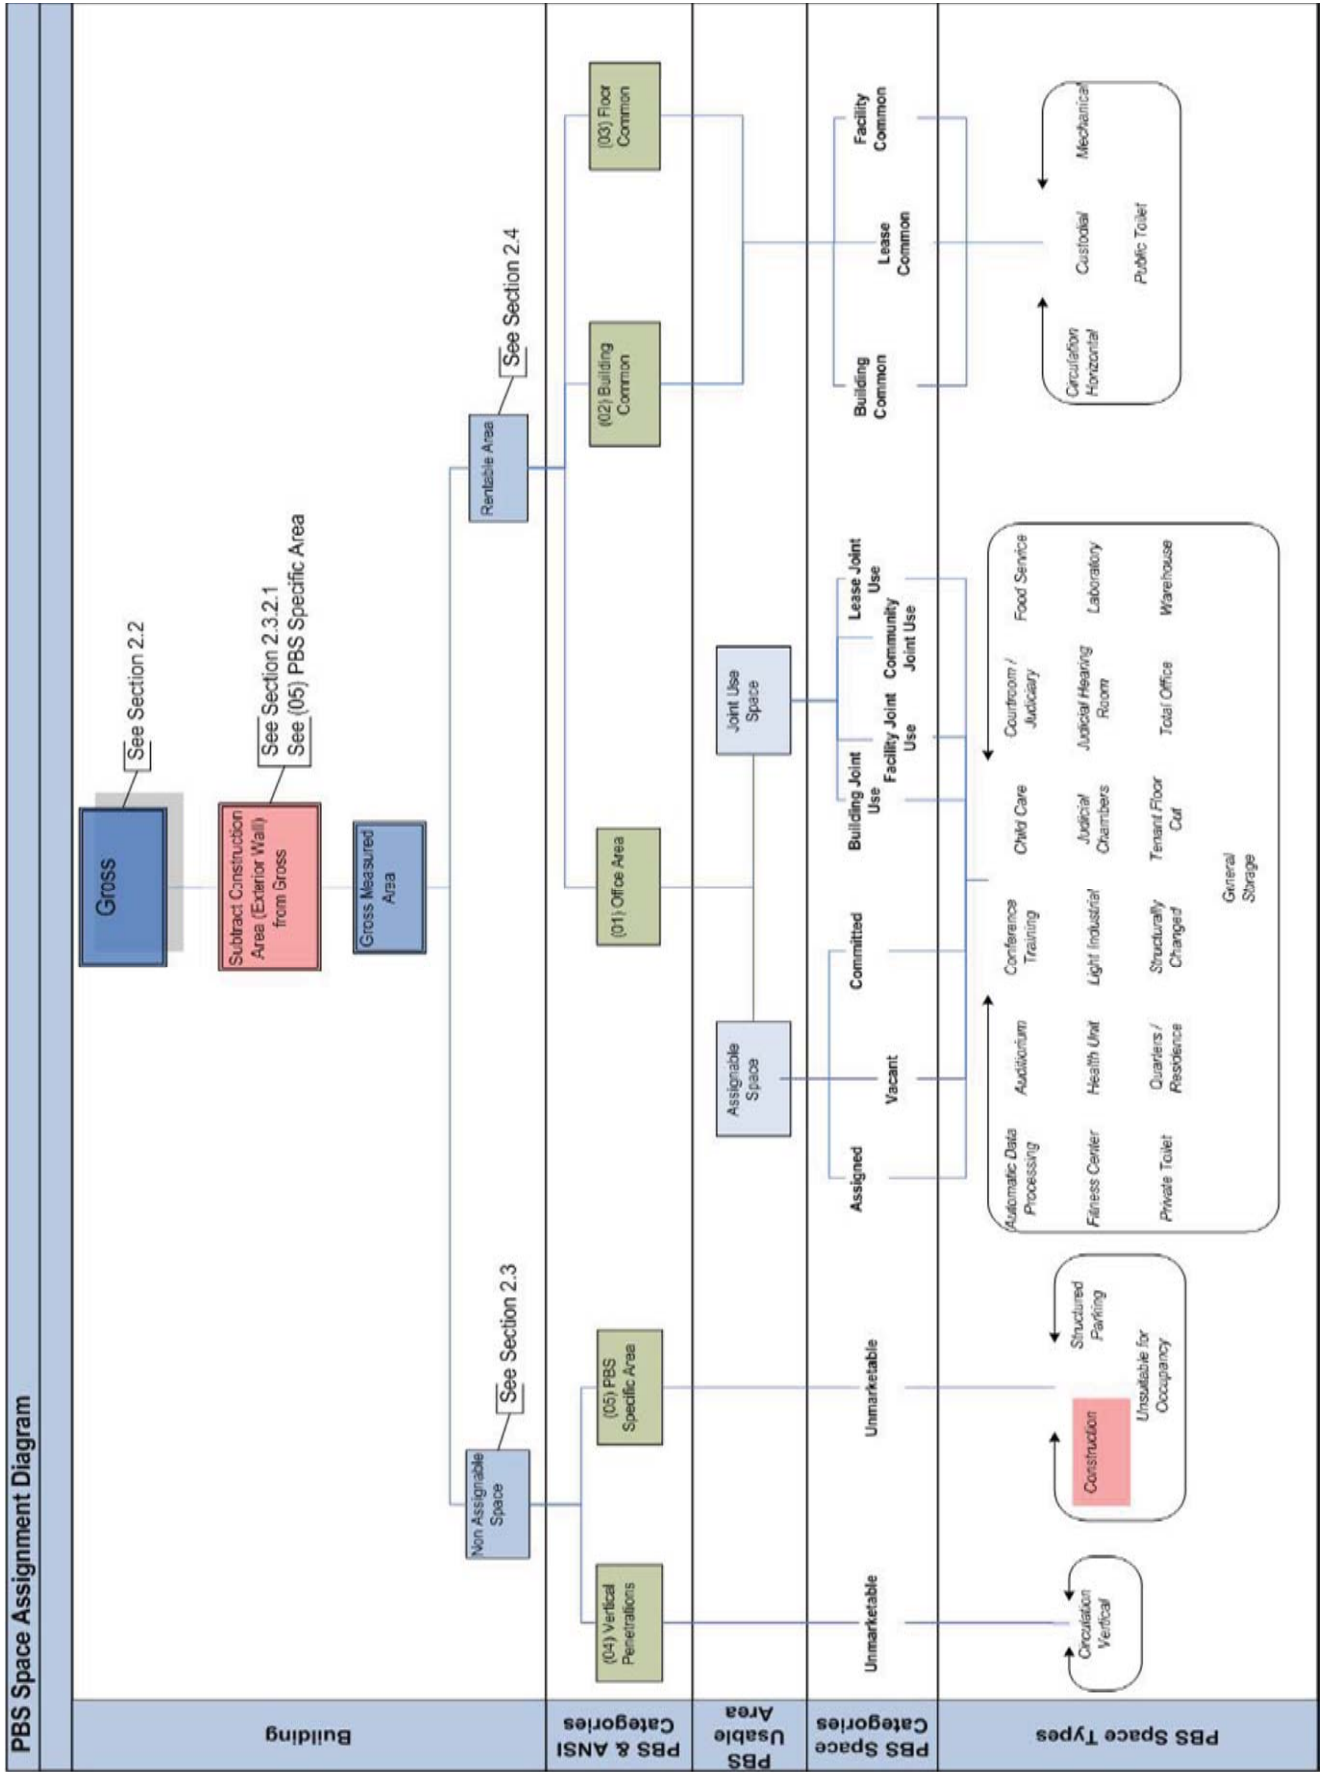 PBS Space Assignment Diagram
Building
Gross
See Section 2.2
Subtract Construction
Area (Exterior Wall)
from Gross
See Section 2.3.2.1
See (05) PBS Specific Area
Gross Measured
Area
Non Assignable
Space
See Section 2.3
Rentable Area
See Section 2.4
PBS & ANSI
Categories
(04) Vertical
Penetrations
(05) PBS
Specific Area
(01) Office Area
(02) Building
Common
(03) Floor
Common
PBS
Usable
Area
Assignable
Space
Joint Use
Space
PBS Space
Categories
Unmarketable
Unmarketable
Assigned
Vacant
Committed
Building Joint
Use
Facility Joint
Use
Community
Joint Use
Lease Joint
Use
Building
Common
Lease
Common
Facility
Common
PBS Space Types
Circulation
Vertical
Construction
Structured
Parking
Unsuitable for
Occupancy
Automatic Data
Processing
Auditiorium
Conference
Training
Child Care
Courtroom /
Judiciary
Food Service
Fitness Center
Health Unit
Light Industrial
Judicial
Chambers
Judicial Hearing
Room
Laboratory
Private Toilet
Quarters /
Residence
Structurally
Changed
Tenant Floor
Cut
Total Office
Warehouse
General
Storage
Circulation
Horizontal
Custodial
Mechanical
Public Toilet